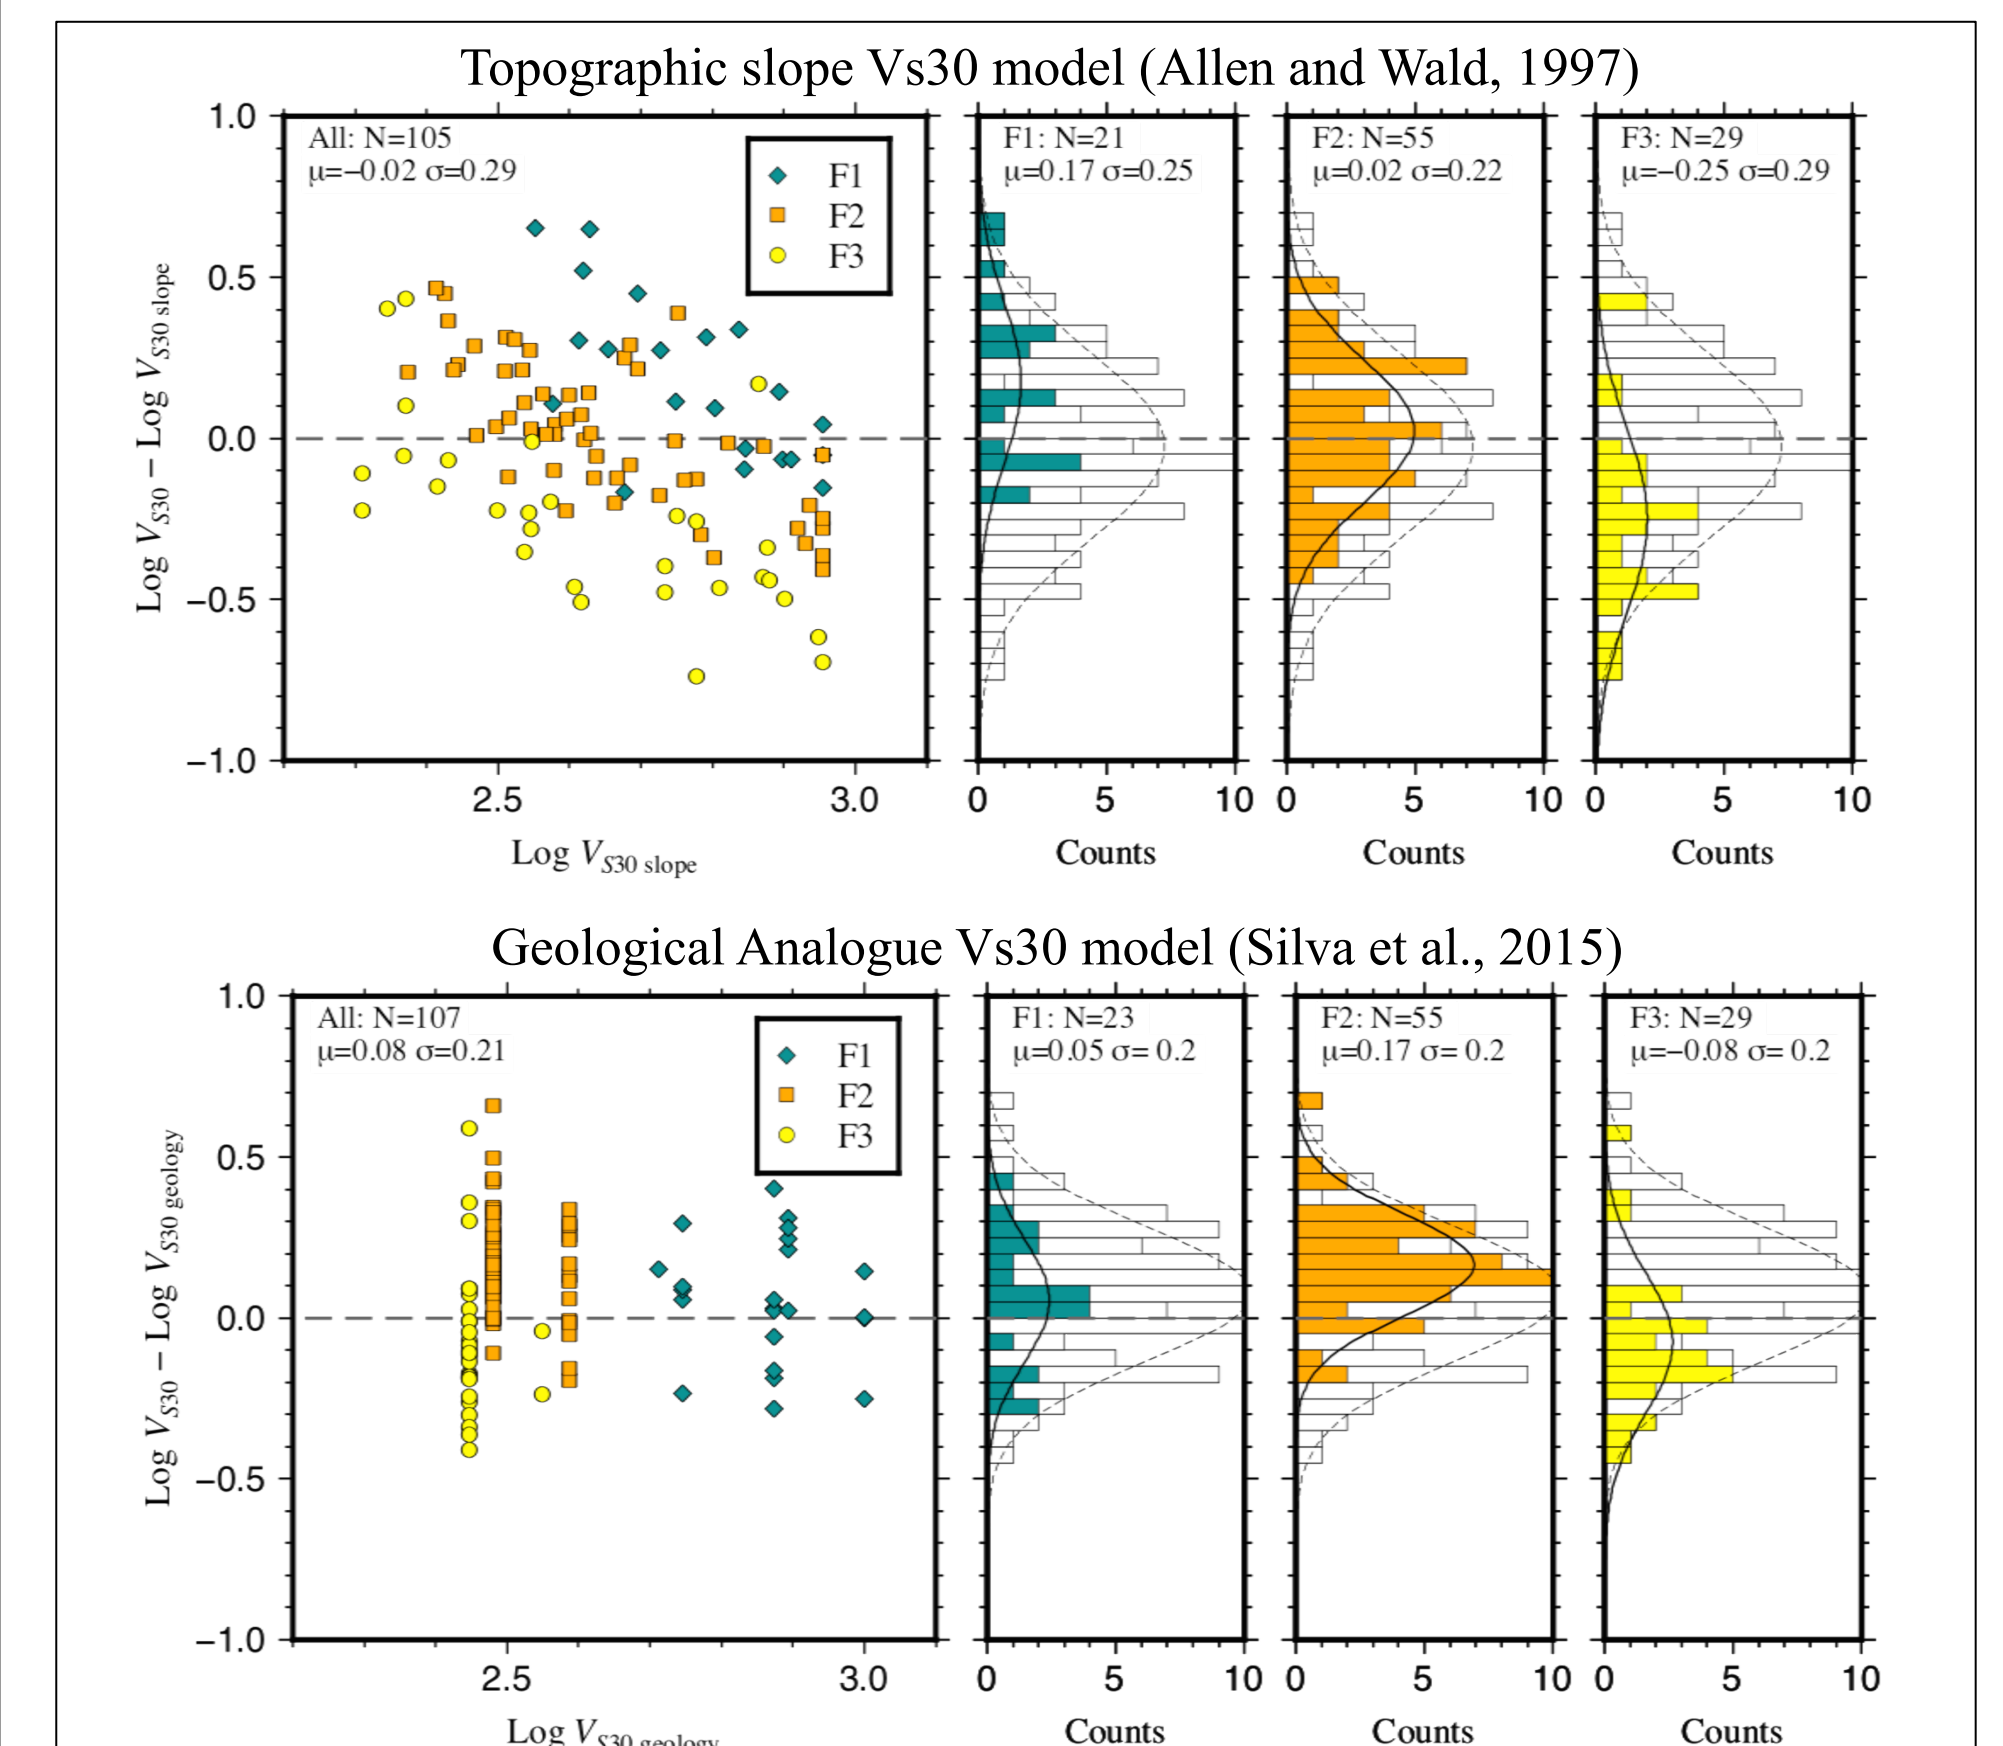 Topographic slope Vs30 model (Allen and Wald, 1997)
All: N=105
μ=−0.02 σ=0.29
F1
F2
F3
F1: N=21
μ=0.17 σ=0.25
F2: N=55
μ=0.02 σ=0.22
F3: N=29
μ=−0.25 σ=0.29
1.0
0.5
0.0
−0.5
−1.0
Log VS30 − Log VS30 slope
2.5 3.0
0 5 10
0 5 10
0 5 10
Log VS30 slope
Counts
Counts
Counts
Geological Analogue Vs30 model (Silva et al., 2015)
All: N=107
μ=0.08 σ=0.21
F1
F2
F3
F1: N=23
μ=0.05 σ= 0.2
F2: N=55
μ=0.17 σ= 0.2
F3: N=29
μ=−0.08 σ= 0.2
1.0
0.5
0.0
−0.5
−1.0
Log VS30 − Log VS30 geology
2.5 3.0
0 5 10
0 5 10
0 5 10
Log VS30 geology
Counts
Counts
Counts